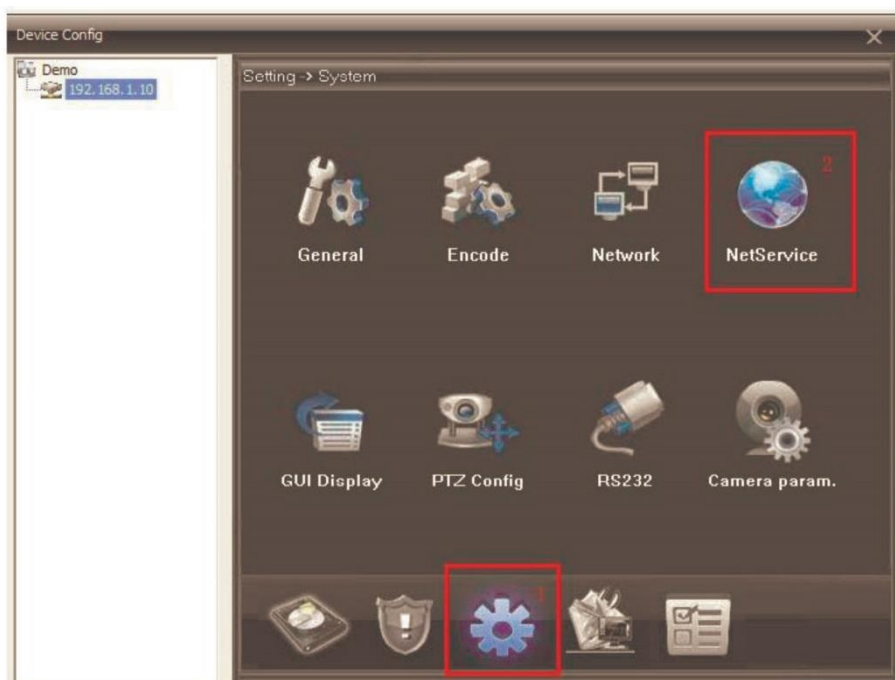 Device Config
Demo
192.168.1.10
Setting -> System
2
General
Encode
Network
NetService
GUI Display
PTZ Config
RS232
Camera param.
1